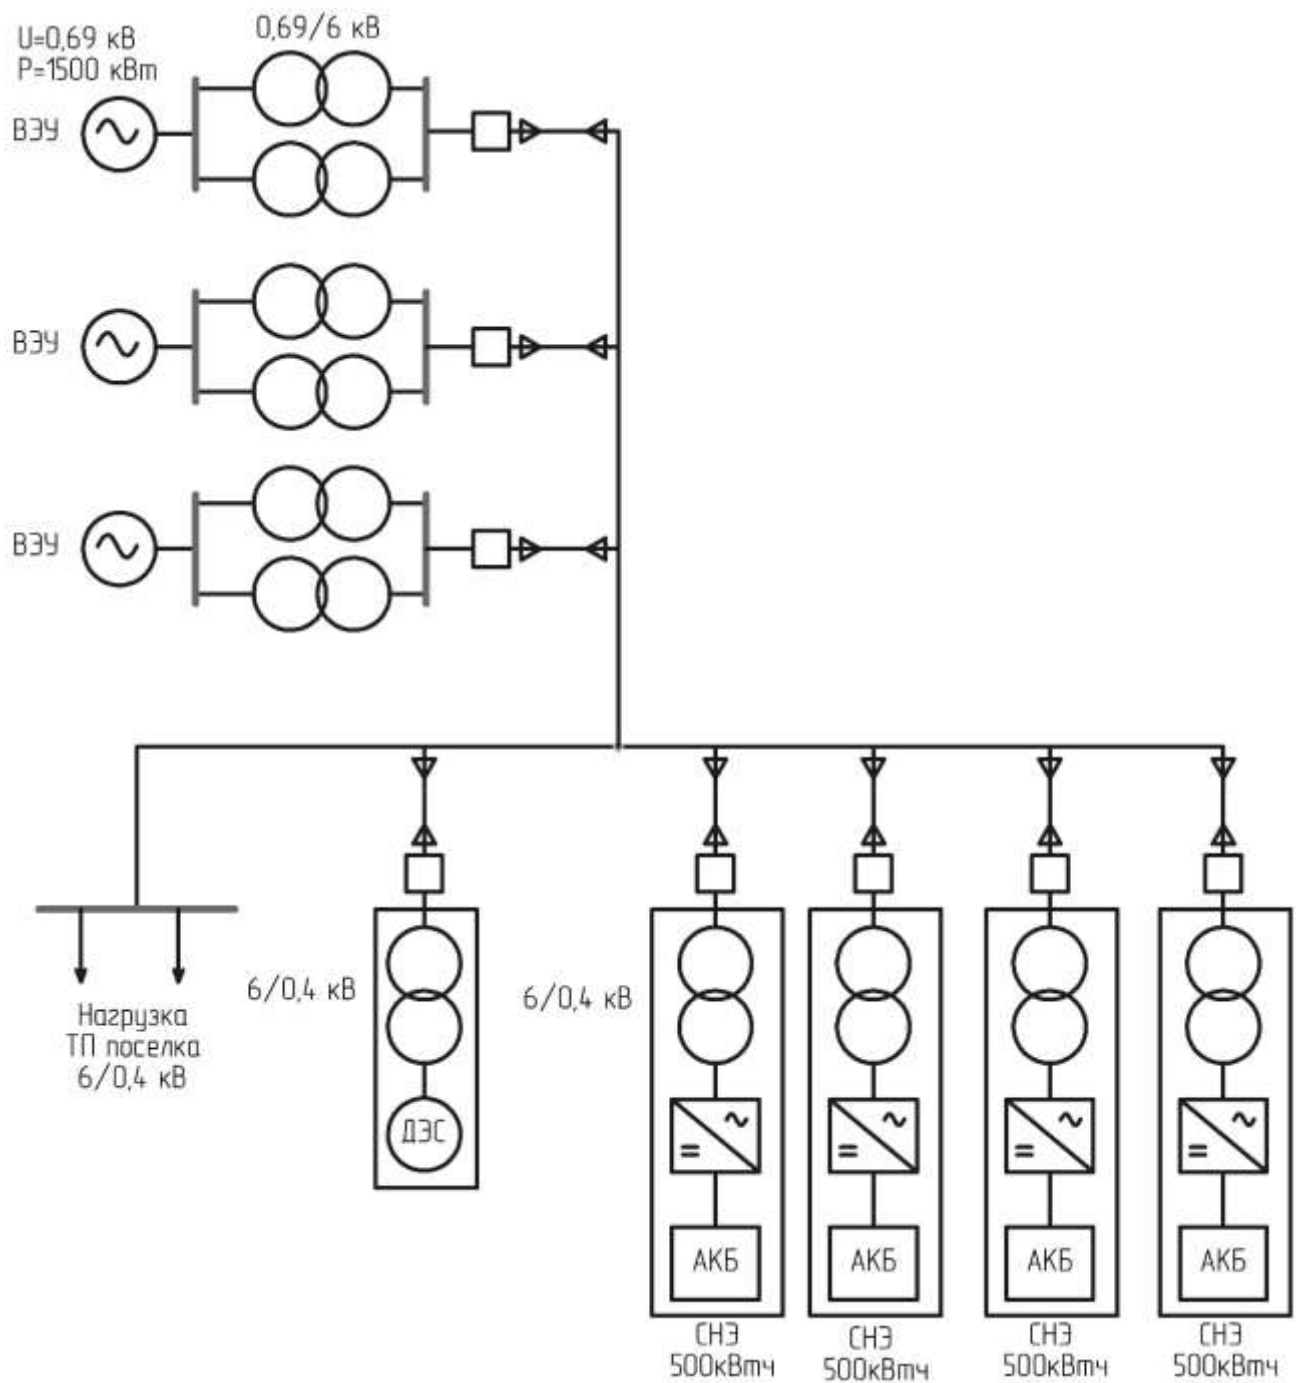 U=0,69 кВ
P=1500 кВт
0,69/6 кВ
ВЭУ
ВЭУ
ВЭУ
6/0,4 кВ
6/0,4 кВ
Нагрузка
ТП поселка
6/0,4 кВ
ДЭС
АКБ
АКБ
АКБ
АКБ
СНЭ
500кВтч
СНЭ
500кВтч
СНЭ
500кВтч
СНЭ
500кВтч